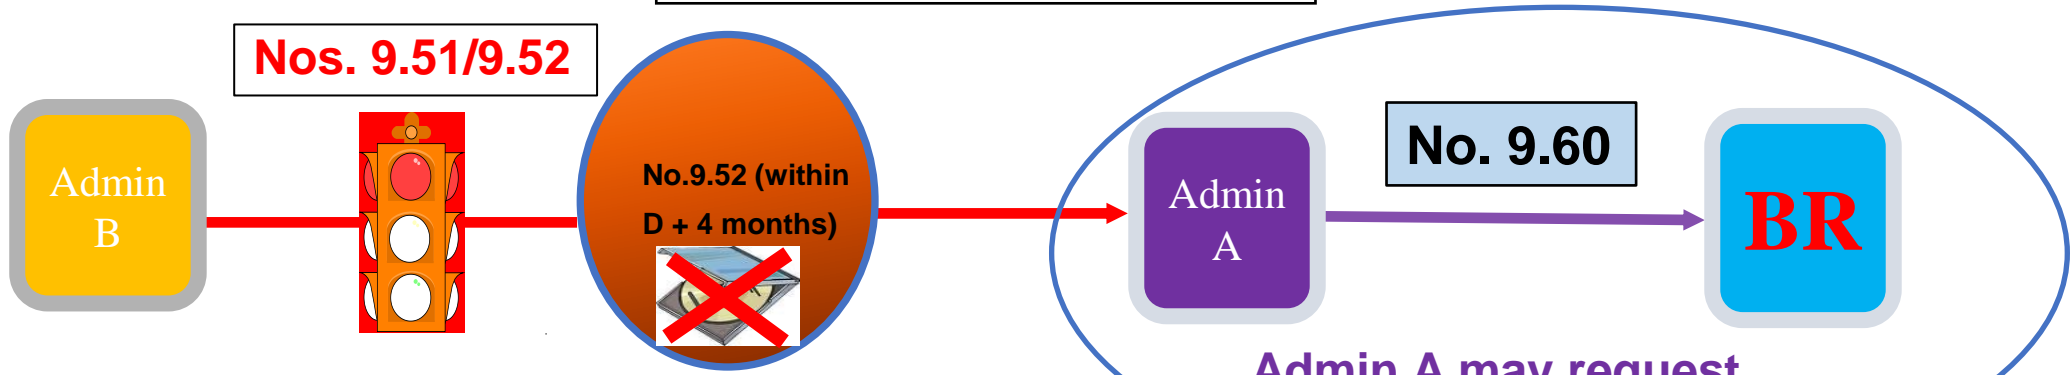 Nos. 9.51/9.52
Admin
B
No.9.52 (within
D + 4 months)
Admin
A
No. 9.60
BR
Admin A may request